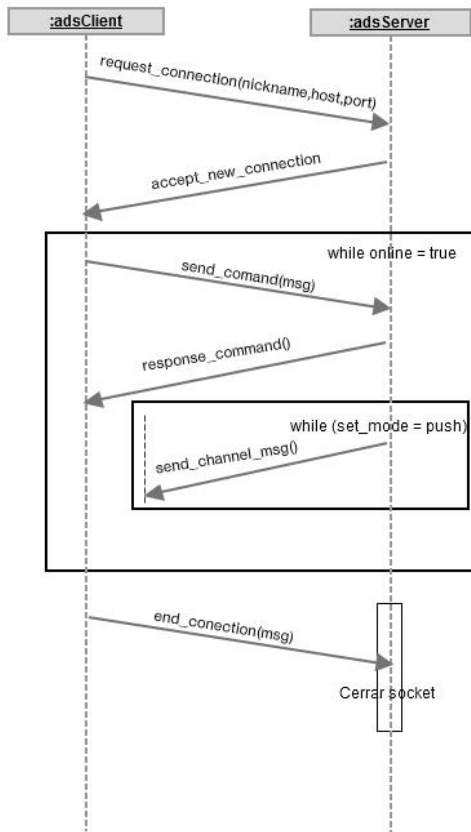 :adsClient
:adsServer
request_connection(nickname,host,port)
accept_new_connection
while online = true
send_comand(msg)
response_command()
while (set_mode = push)
send_channel_msg()
end_conection(msg)
Cerrar socket